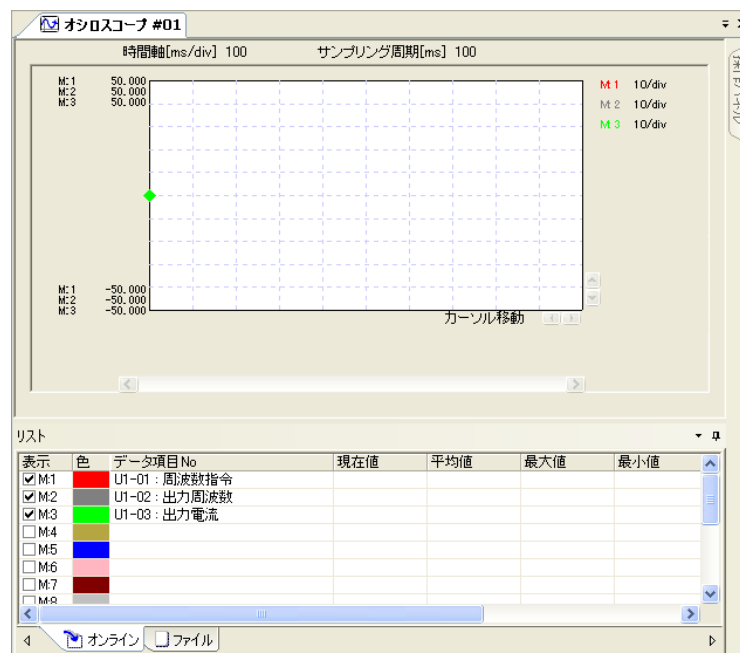 オシロスコープ #01
時間軸[ms/div] 100 サンプリング周期[ms] 100
M:1 50.000
M:2 50.000
M:3 50.000
M:1 10/div
M:2 10/div
M:3 10/div
M:1 -50.000
M:2 -50.000
M:3 -50.000
カーソル移動
リスト
表示 色 データ項目No 現在値 平均値 最大値 最小値
M:1 U1-01:周波数指令
M:2 U1-02:出力周波数
M:3 U1-03:出力電流
M:4
M:5
M:6
M:7
M:8
オンライン ファイル